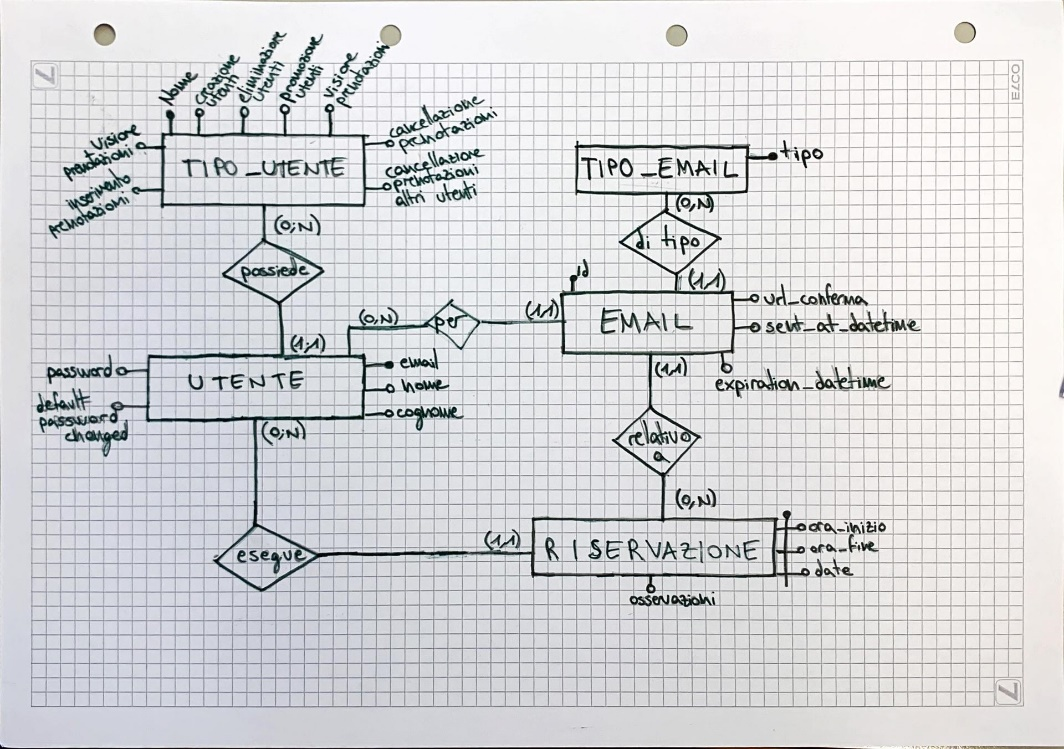 Nome
creazione
utenti
eliminazione
utenti
promozione
utenti
visione
prenotazioni
visione
prenotazioni
inserimento
prenotazioni
TIPO_UTENTE
cancellazione
prenotazioni
cancellazione
prenotazioni
altri utenti
(0;N)
possiede
(1;1)
TIPO_EMAIL
tipo
(0,N)
di tipo
(1,1)
id
EMAIL
url_conferma
sent_at_datetime
expiration_datetime
(0,N)
per
(1,1)
password
default
password
changed
UTENTE
email
nome
cognome
(0;N)
(1,1)
relativo
a
(0,N)
esegue
(1,1)
RISERVAZIONE
ora_inizio
ora_fine
date
osservazioni
ELCO
7
7